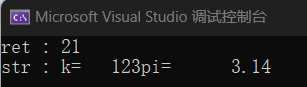 Microsoft Visual Studio 调试控制台
ret : 21
str : k=   123pi=      3.14